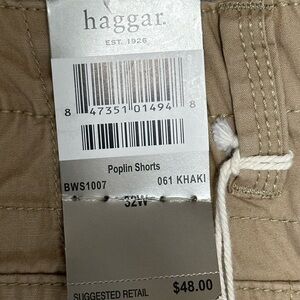 haggar.
EST. 1926
8 47351 01494 8
Poplin Shorts
BWS1007 061 KHAKI
32W
SUGGESTED RETAIL $48.00